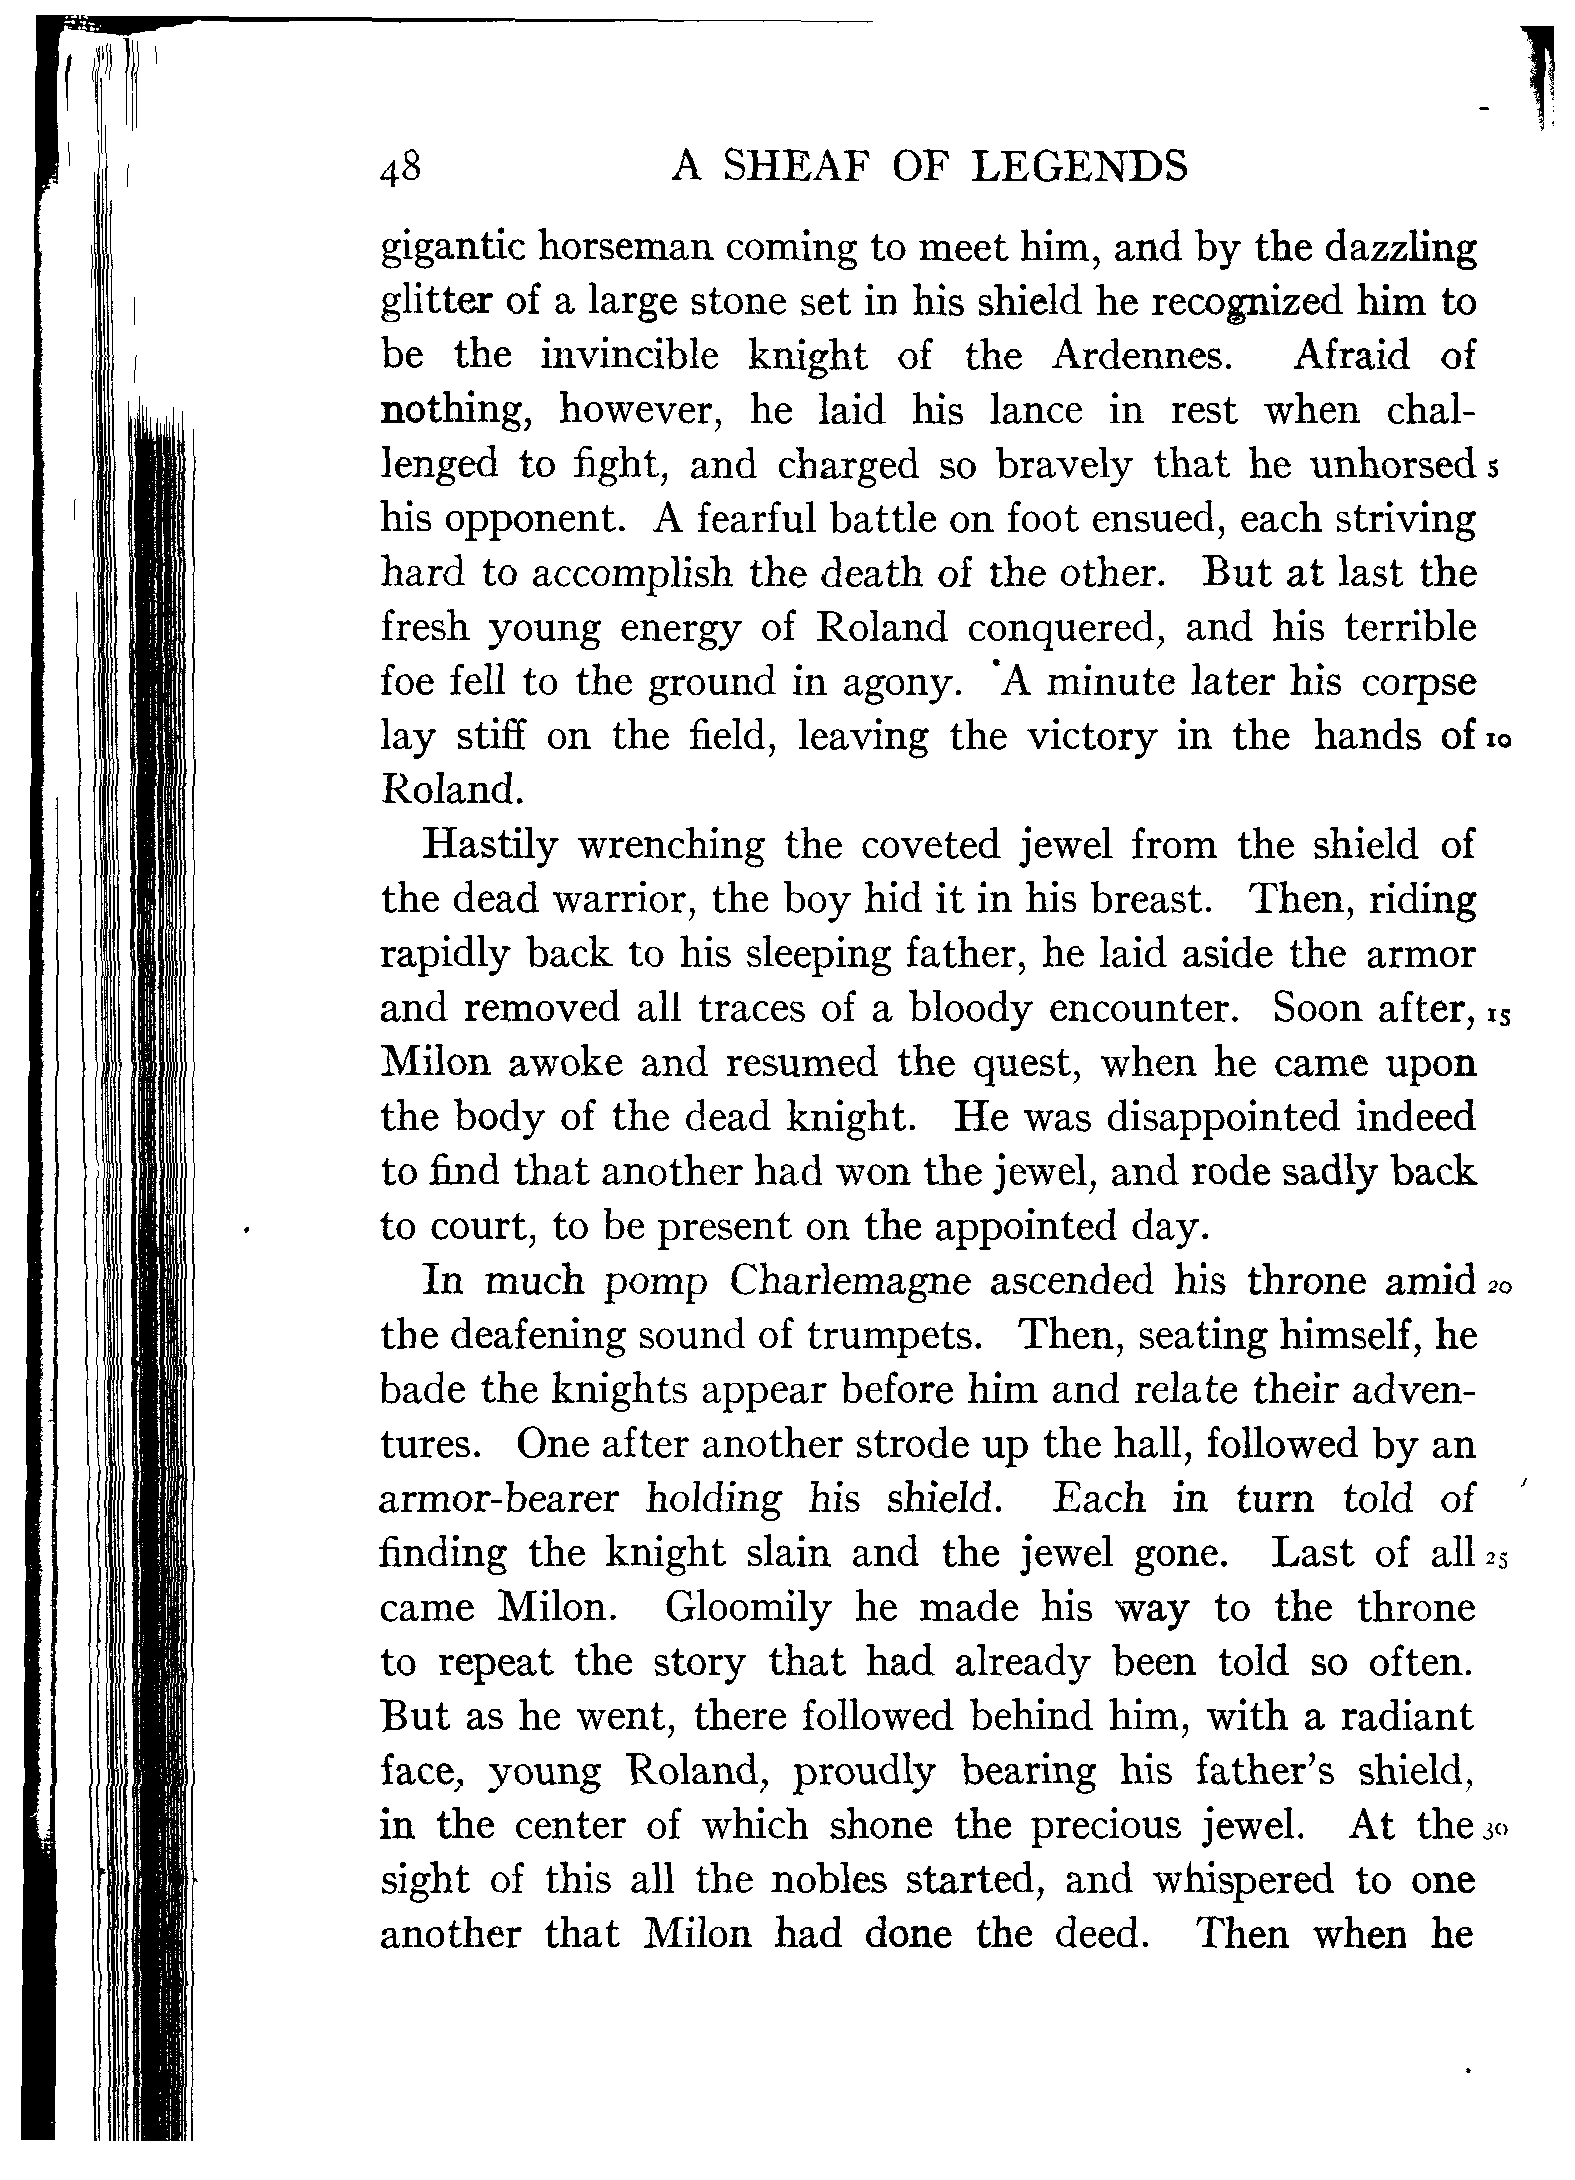 48 A SHEAF OF LEGENDS
gigantic horseman coming to meet him, and by the dazzling
glitter of a large stone set in his shield he recognized him to
be the invincible knight of the Ardennes. Afraid of
nothing, however, he laid his lance in rest when chal-
lenged to fight, and charged so bravely that he unhorsed 5
his opponent. A fearful battle on foot ensued, each striving
hard to accomplish the death of the other. But at last the
fresh young energy of Roland conquered, and his terrible
foe fell to the ground in agony. A minute later his corpse
lay stiff on the field, leaving the victory in the hands of 10
Roland.
Hastily wrenching the coveted jewel from the shield of
the dead warrior, the boy hid it in his breast. Then, riding
rapidly back to his sleeping father, he laid aside the armor
and removed all traces of a bloody encounter. Soon after, 15
Milon awoke and resumed the quest, when he came upon
the body of the dead knight. He was disappointed indeed
to find that another had won the jewel, and rode sadly back
to court, to be present on the appointed day.
In much pomp Charlemagne ascended his throne amid 20
the deafening sound of trumpets. Then, seating himself, he
bade the knights appear before him and relate their adven-
tures. One after another strode up the hall, followed by an
armor-bearer holding his shield. Each in turn told of
finding the knight slain and the jewel gone. Last of all 25
came Milon. Gloomily he made his way to the throne
to repeat the story that had already been told so often.
But as he went, there followed behind him, with a radiant
face, young Roland, proudly bearing his father's shield,
in the center of which shone the precious jewel. At the 30
sight of this all the nobles started, and whispered to one
another that Milon had done the deed. Then when he